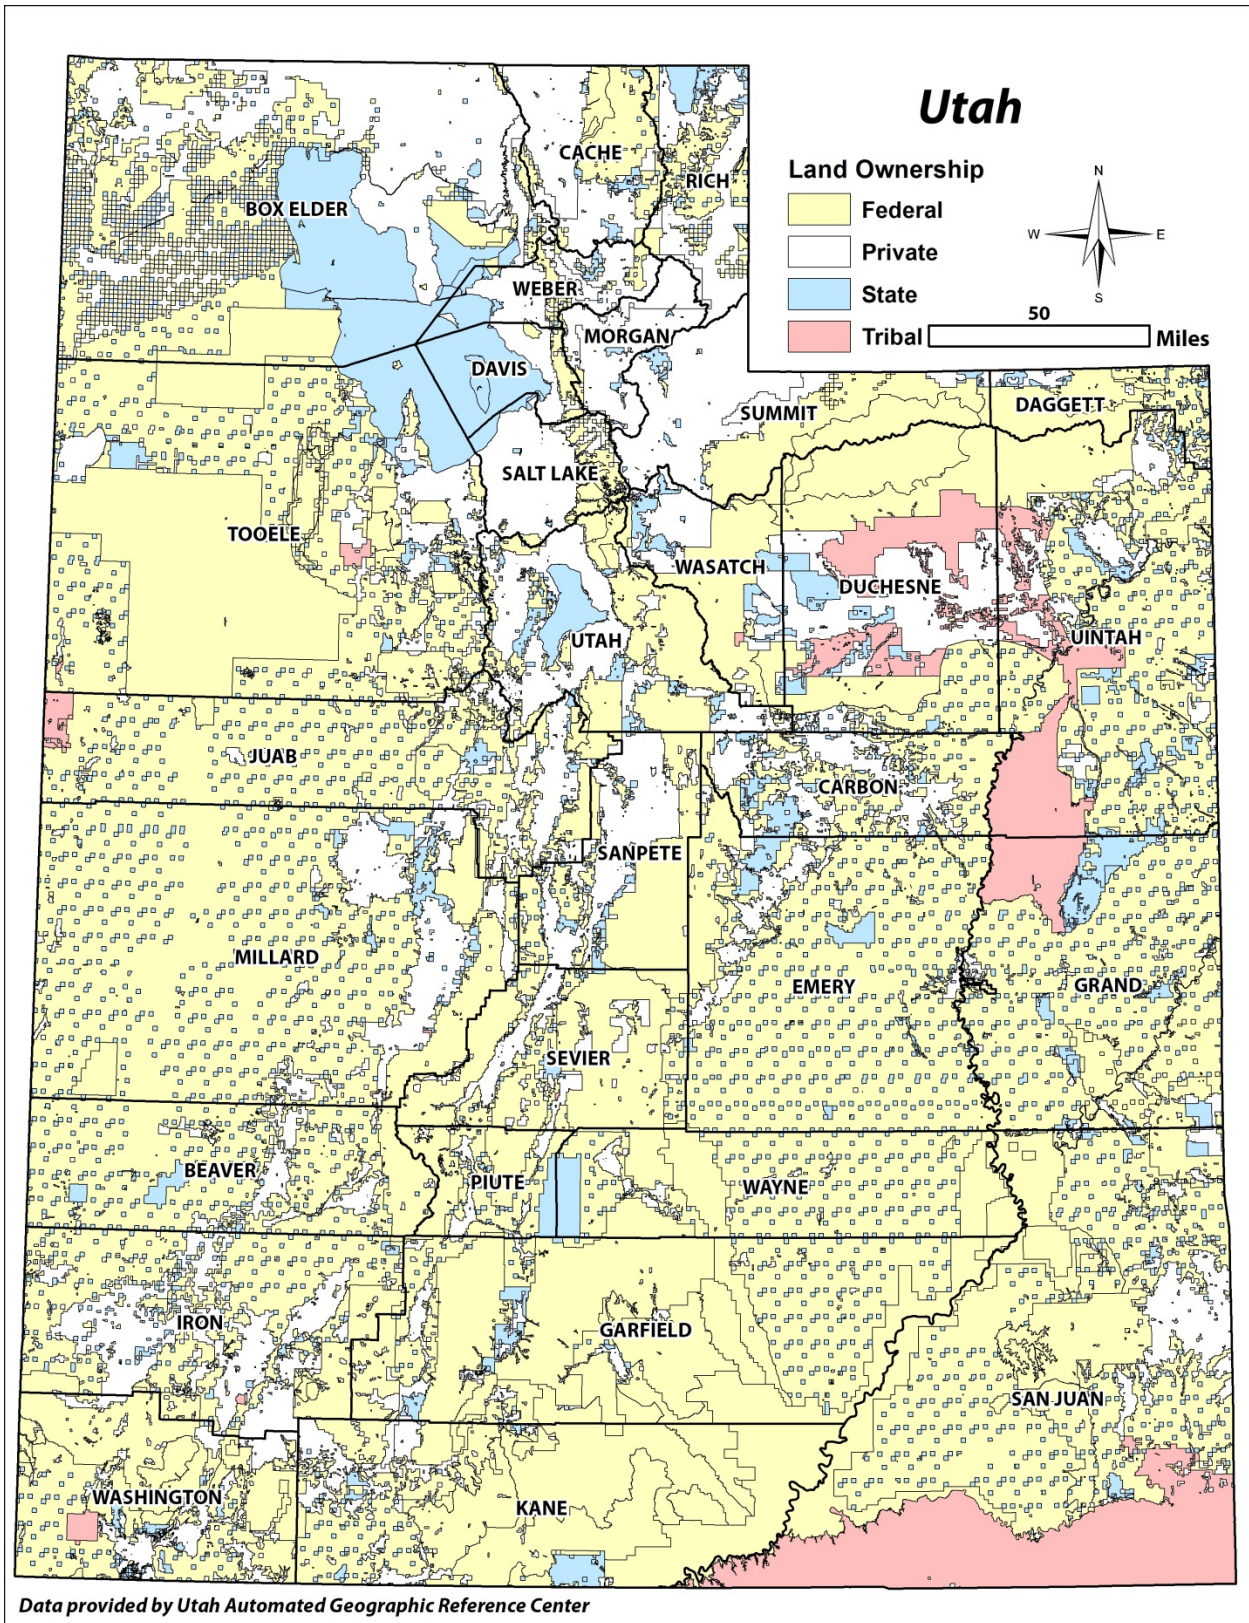 Utah
Land Ownership
Federal
Private
State
Tribal
N
W
E
S
50
Miles
CACHE
RICH
BOX ELDER
WEBER
MORGAN
DAVIS
SUMMIT
DAGGETT
SALT LAKE
TOOELE
WASATCH
DUCHESNE
UTAH
UINTAH
JUAB
CARBON
SANPETE
MILLARD
EMERY
GRAND
SEVIER
BEAVER
PIUTE
WAYNE
IRON
GARFIELD
SAN JUAN
WASHINGTON
KANE
Data provided by Utah Automated Geographic Reference Center